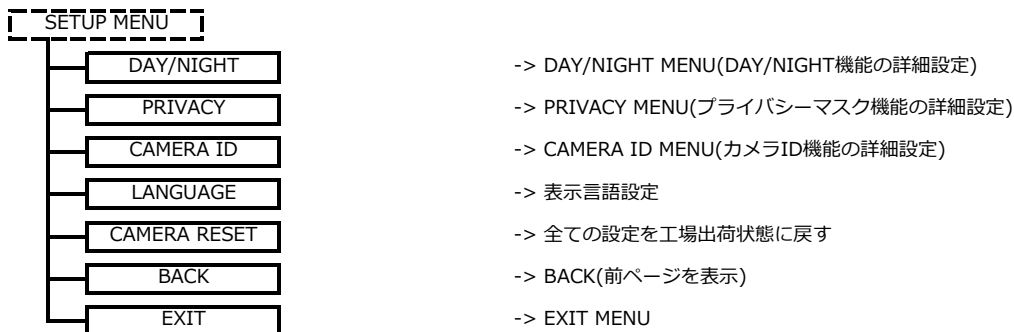 SETUP MENU
DAY/NIGHT -> DAY/NIGHT MENU(DAY/NIGHT機能の詳細設定)
PRIVACY -> PRIVACY MENU(プライバシーマスク機能の詳細設定)
CAMERA ID -> CAMERA ID MENU(カメラID機能の詳細設定)
LANGUAGE -> 表示言語設定
CAMERA RESET -> 全ての設定を工場出荷状態に戻す
BACK -> BACK(前ページを表示)
EXIT -> EXIT MENU